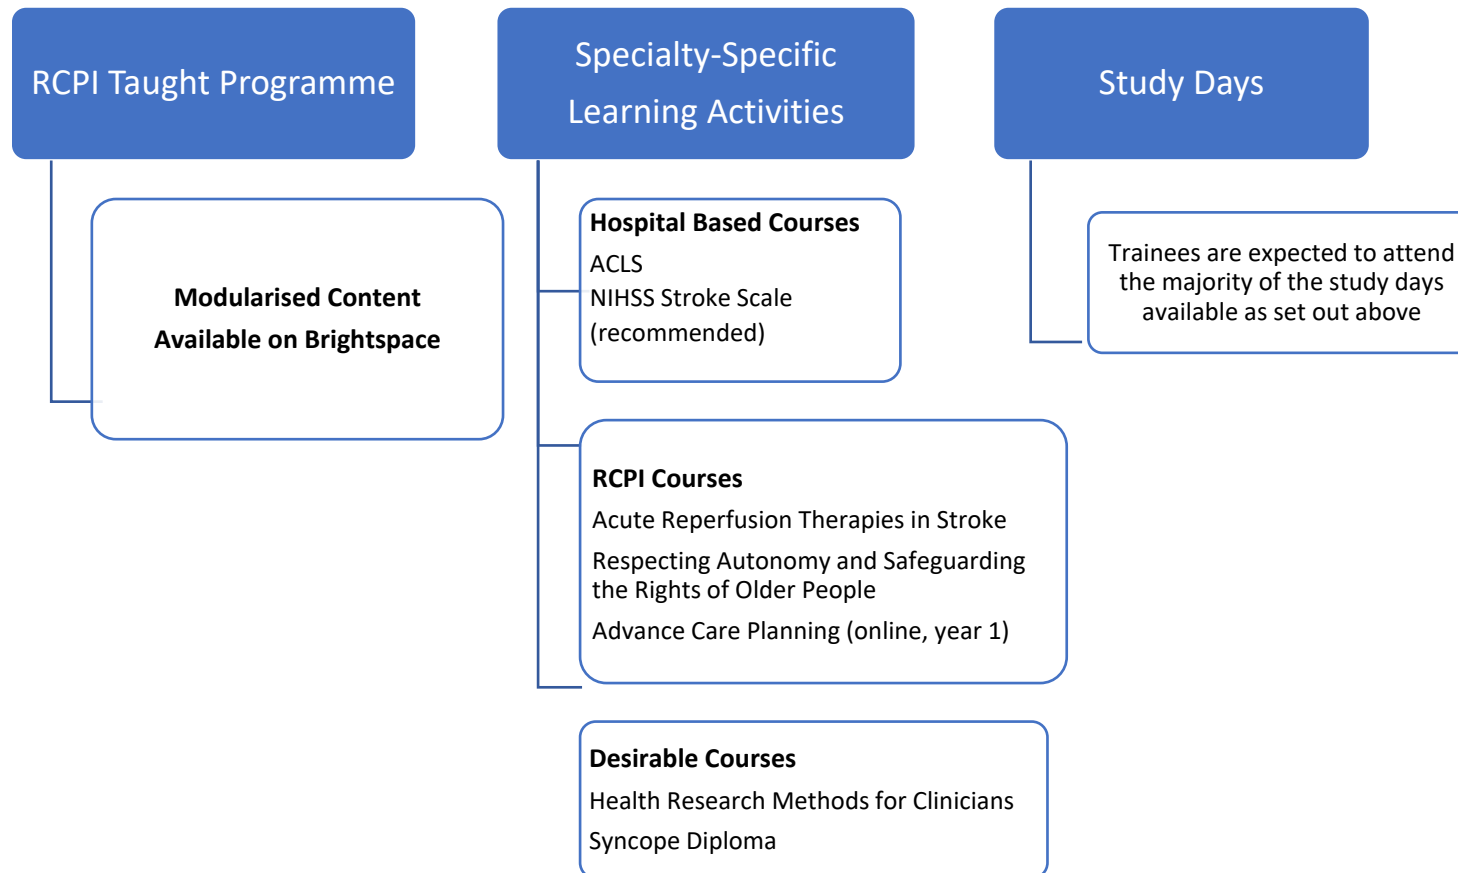 RCPI Taught Programme
Modularised Content
Available on Brightspace
Specialty-Specific
Learning Activities
Hospital Based Courses
ACLS
NIHSS Stroke Scale
(recommended)
RCPI Courses
Acute Reperfusion Therapies in Stroke
Respecting Autonomy and Safeguarding
the Rights of Older People
Advance Care Planning (online, year 1)
Desirable Courses
Health Research Methods for Clinicians
Syncope Diploma
Study Days
Trainees are expected to attend
the majority of the study days
available as set out above